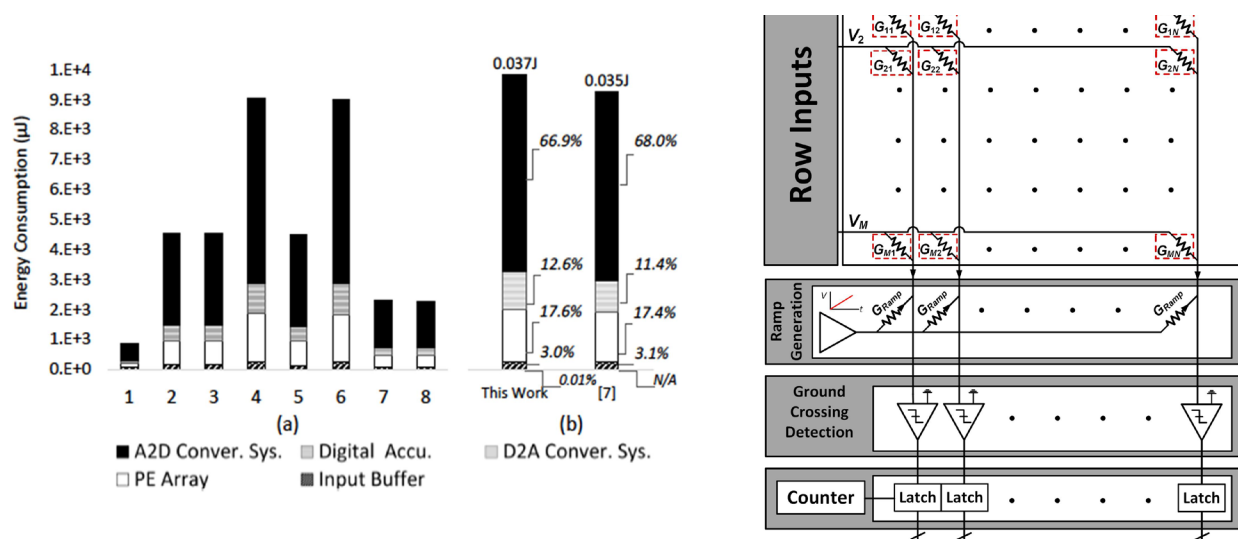 Energy Consumption (µJ)
1.E+4
9.E+3
8.E+3
7.E+3
6.E+3
5.E+3
4.E+3
3.E+3
2.E+3
1.E+3
0.E+0
1 2 3 4 5 6 7 8
(a)
0.037J
0.035J
66.9%
68.0%
12.6%
11.4%
17.6%
17.4%
3.0%
3.1%
0.01%
N/A
This Work
[7]
(b)
A2D Conver. Sys.
Digital Accu.
D2A Conver. Sys.
PE Array
Input Buffer
Row Inputs
G11 G12 G1N
V2
G21 G22 G2N
VM
GM1 GM2 GMN
Ramp
Generation
V
t
GRamp GRamp GRamp
Ground
Crossing
Detection
Counter
Latch Latch Latch